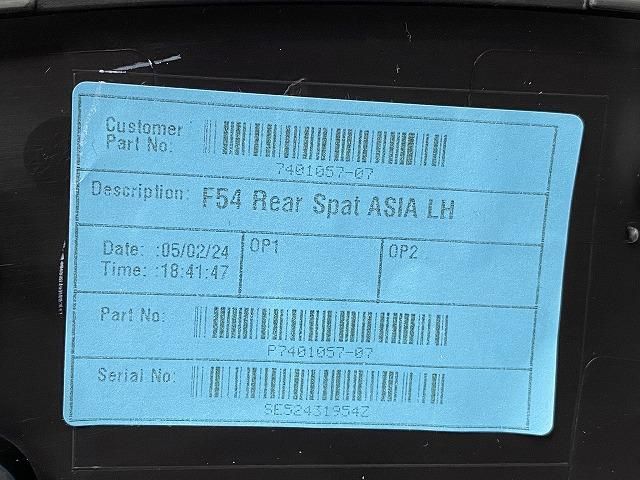 Customer
Part No:
7401057-07
Description: F54 Rear Spat ASIA LH
Date: :05/02/24 OP1 OP2
Time: :18:41:47
Part No:
P7401057-07
Serial No:
SE52431954Z